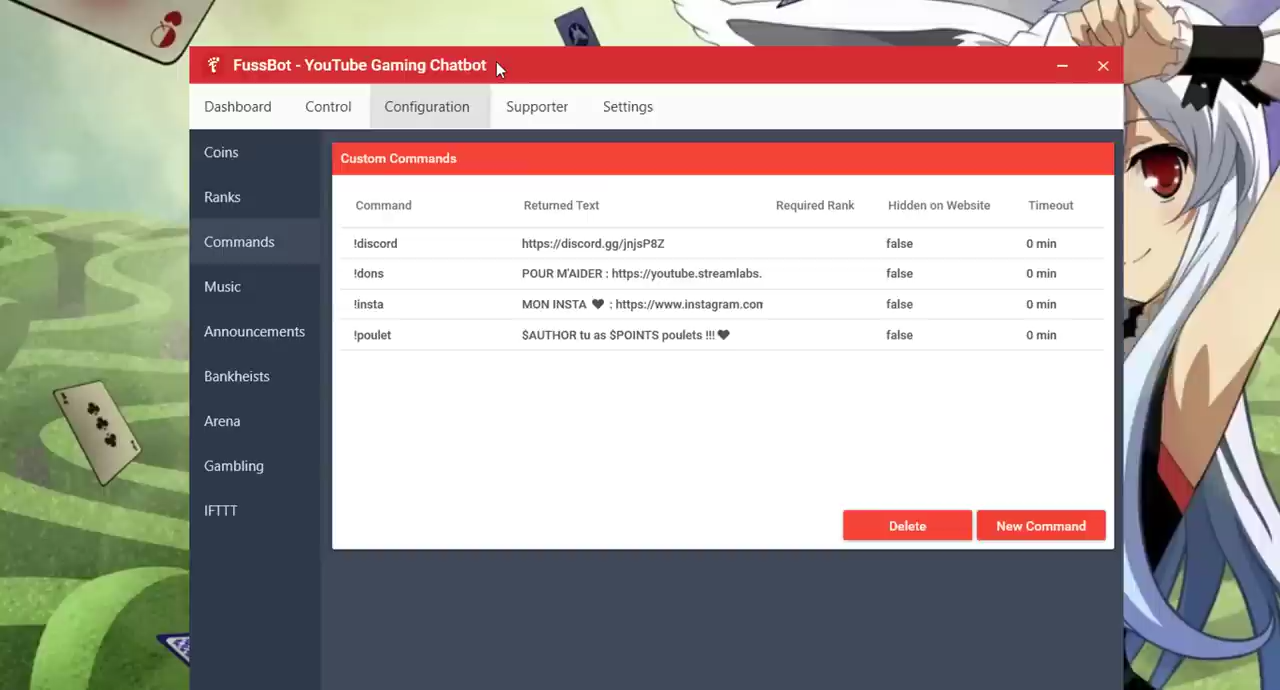 FussBot - YouTube Gaming Chatbot
Dashboard Control Configuration Supporter Settings
Coins
Ranks
Commands
Music
Announcements
Bankheists
Arena
Gambling
IFTTT
Custom Commands
Command Returned Text Required Rank Hidden on Website Timeout
!discord https://discord.gg/jnjsP8Z false 0 min
!dons POUR M'AIDER : https://youtube.streamlabs. false 0 min
!insta MON INSTA ❤ : https://www.instagram.com false 0 min
!poulet $AUTHOR tu as $POINTS poulets !!! ❤ false 0 min
Delete New Command